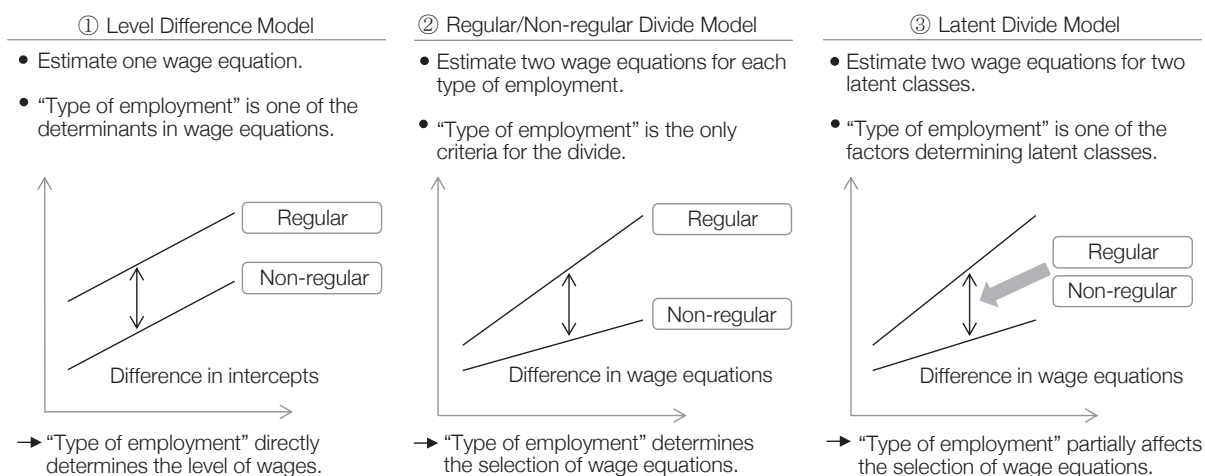 ① Level Difference Model
• Estimate one wage equation.
• “Type of employment” is one of the
determinants in wage equations.
Regular
Non-regular
Difference in intercepts
→ “Type of employment” directly
determines the level of wages.
② Regular/Non-regular Divide Model
• Estimate two wage equations for each
type of employment.
• “Type of employment” is the only
criteria for the divide.
Regular
Non-regular
Difference in wage equations
→ “Type of employment” determines
the selection of wage equations.
③ Latent Divide Model
• Estimate two wage equations for two
latent classes.
• “Type of employment” is one of the
factors determining latent classes.
Regular
Non-regular
Difference in wage equations
→ “Type of employment” partially affects
the selection of wage equations.